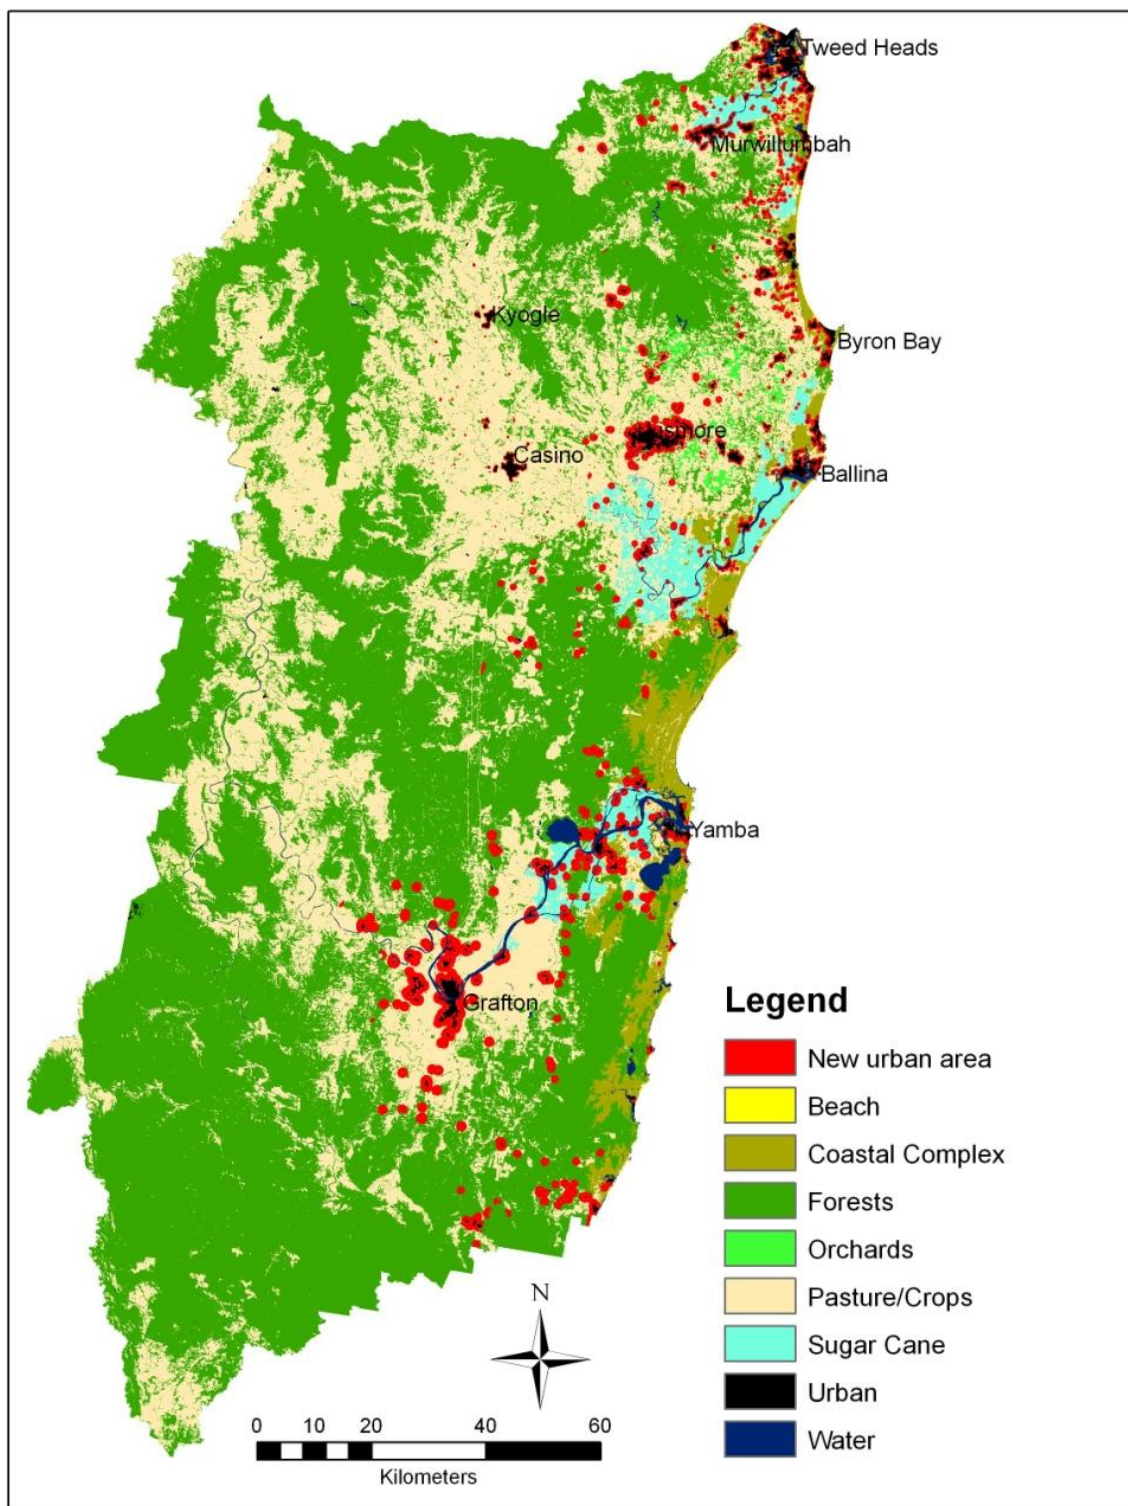 Tweed Heads
Murwillumbah
Kyogle
Byron Bay
Lismore
Casino
Ballina
Yamba
Grafton
Legend
New urban area
Beach
Coastal Complex
Forests
Orchards
Pasture/Crops
Sugar Cane
Urban
Water
N
0 10 20 40 60
Kilometers